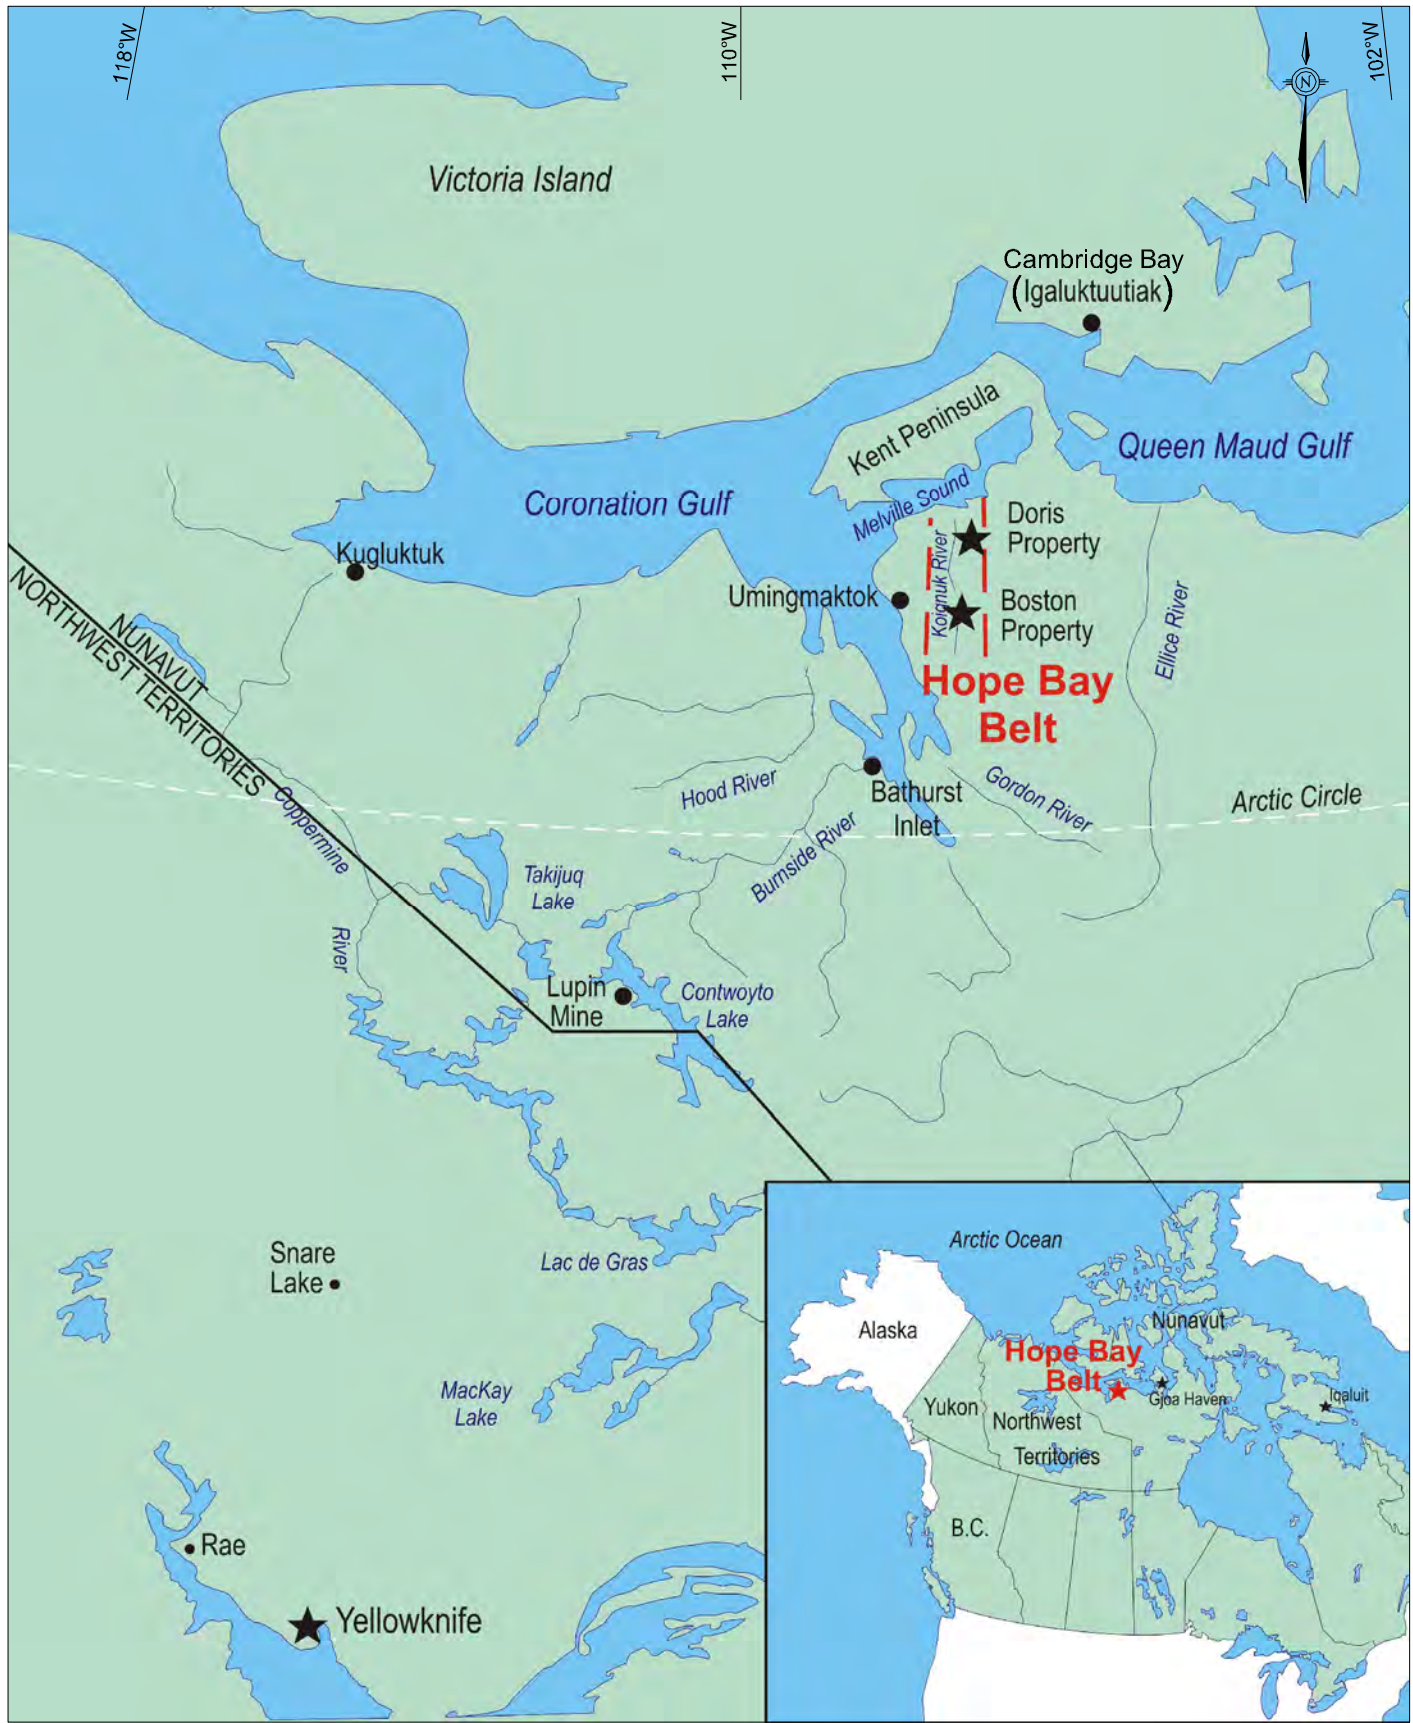 118°W
110°W
102°W
N
Victoria Island
Cambridge Bay
(Igaluktuutiak)
Kent Peninsula
Queen Maud Gulf
Coronation Gulf
Melville Sound
Doris
Property
Kugluktuk
Koignuk River
Umingmaktok
Boston
Property
Ellice River
NUNAVUT
NORTHWEST TERRITORIES
Hope Bay
Belt
Hood River
Bathurst
Inlet
Gordon River
Arctic Circle
Coppermine
River
Burnside River
Takijuq
Lake
Lupin
Mine
Contwoyto
Lake
Snare
Lake
Lac de Gras
MacKay
Lake
Rae
Yellowknife
Arctic Ocean
Alaska
Nunavut
Hope Bay
Belt
Gjoa Haven
Iqaluit
Yukon
Northwest
Territories
B.C.